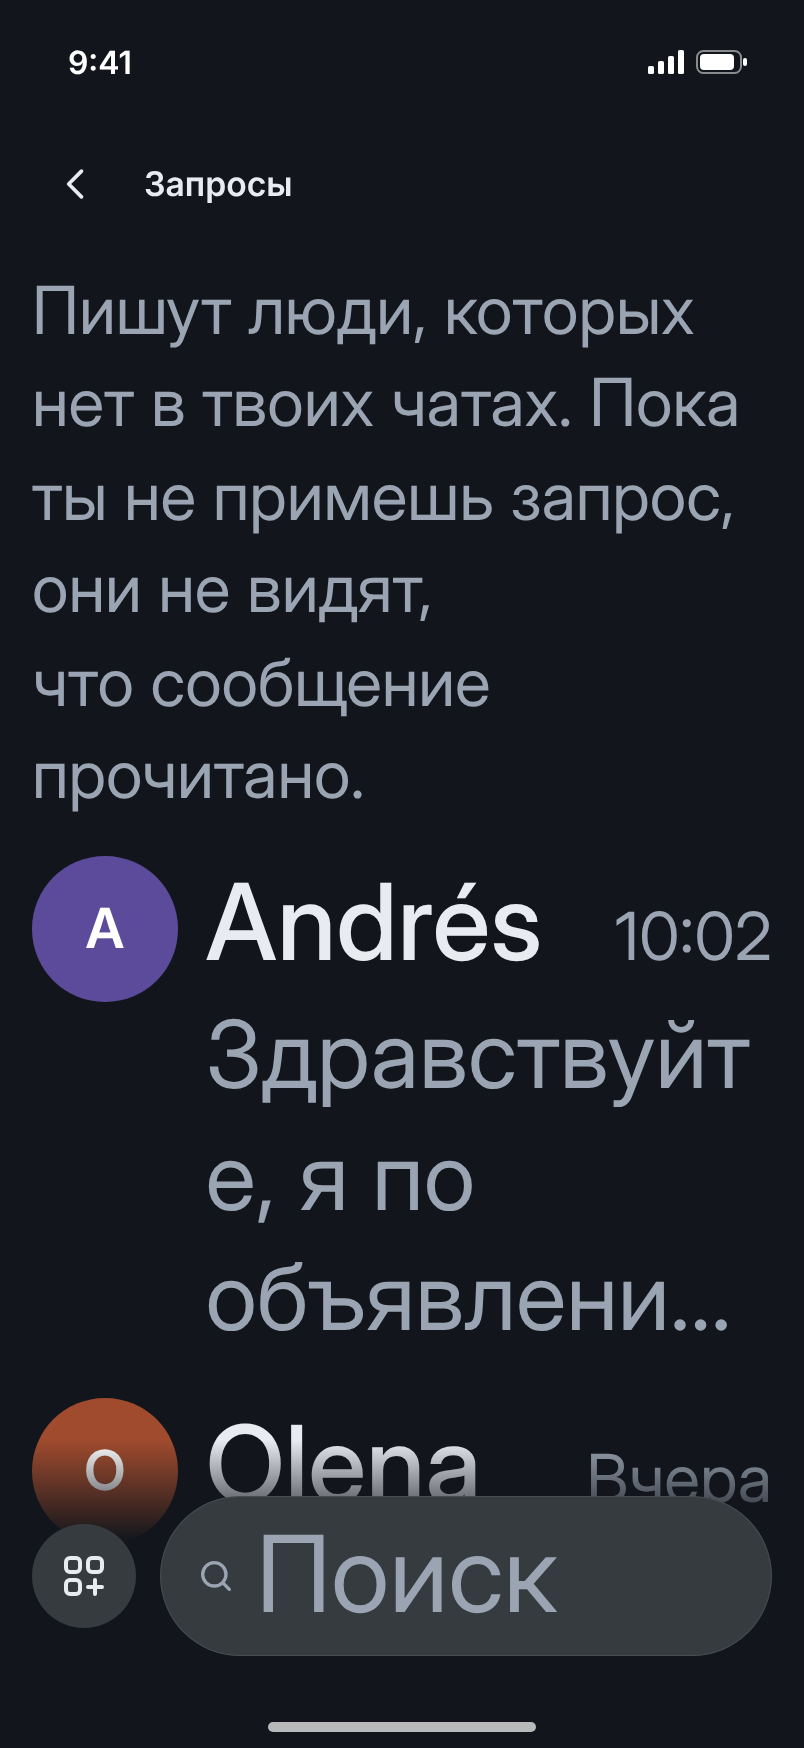 9:41
Запросы
Пишут люди, которых
нет в твоих чатах. Пока
ты не примешь запрос,
они не видят,
что сообщение
прочитано.
A
Andrés 10:02
Здравствуйт
е, я по
объявлени...
O
Olena Вчера
Поиск